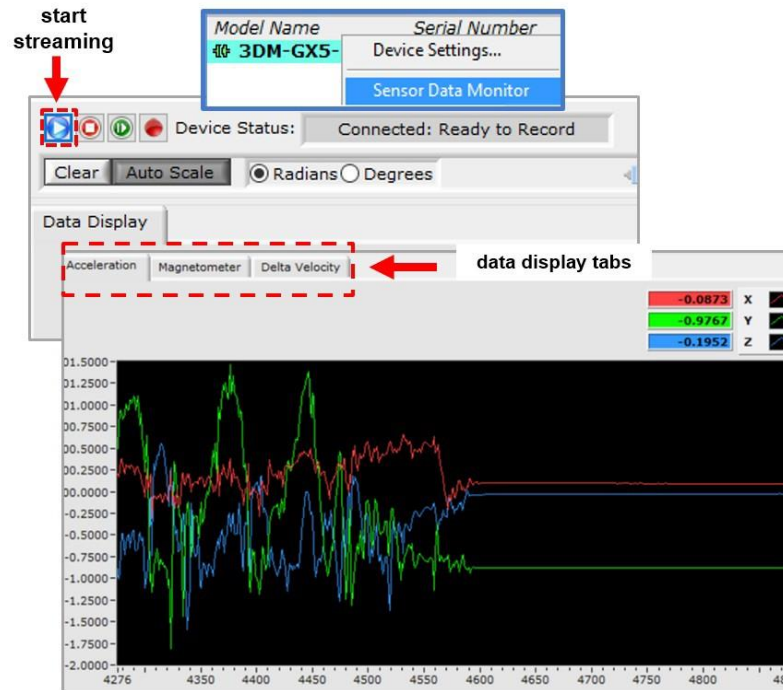 start
streaming
Model Name Serial Number
3DM-GX5-
Device Settings...
Sensor Data Monitor
Device Status: Connected: Ready to Record
Clear Auto Scale Radians Degrees
Data Display
Acceleration Magnetometer Delta Velocity
data display tabs
-0.0873 X
-0.9767 Y
-0.1952 Z
01.5000
01.2500
01.0000
00.7500
00.5000
00.2500
00.0000
-0.2500
-0.5000
-0.7500
-1.0000
-1.2500
-1.5000
-1.7500
-2.0000
4276 4350 4400 4450 4500 4550 4600 4650 4700 4750 4800